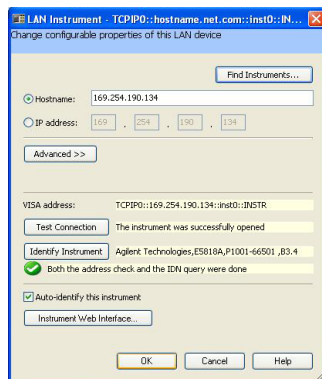 LAN Instrument - TCPIP0::hostname.net.com::inst0::IN...
Change configurable properties of this LAN device
Find Instruments...
Hostname: 169.254.190.134
IP address: 169 . 254 . 190 . 134
Advanced >>
VISA address: TCPIP0::169.254.190.134::inst0::INSTR
Test Connection The instrument was successfully opened
Identify Instrument Agilent Technologies,E5818A,P1001-66501 ,B3.4
Both the address check and the IDN query were done
Auto-identify this instrument
Instrument Web Interface...
OK Cancel Help